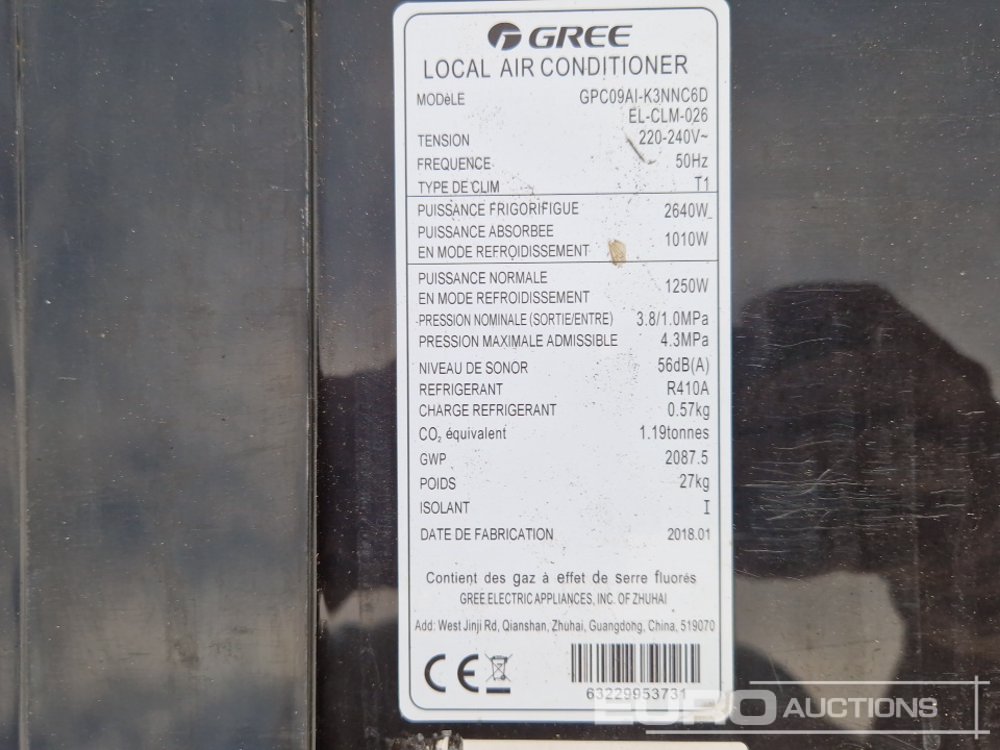 GREE
LOCAL AIR CONDITIONER
MODèLE GPC09AI-K3NNC6D
EL-CLM-026
TENSION 220-240V~
FREQUENCE 50Hz
TYPE DE CLIM T1
PUISSANCE FRIGORIFIGUE 2640W
PUISSANCE ABSORBEE
EN MODE REFROIDISSEMENT 1010W
PUISSANCE NORMALE
EN MODE REFROIDISSEMENT 1250W
PRESSION NOMINALE (SORTIE/ENTRE) 3.8/1.0MPa
PRESSION MAXIMALE ADMISSIBLE 4.3MPa
NIVEAU DE SONOR 56dB(A)
REFRIGERANT R410A
CHARGE REFRIGERANT 0.57kg
CO₂ équivalent 1.19tonnes
GWP 2087.5
POIDS 27kg
ISOLANT I
DATE DE FABRICATION 2018.01
Contient des gaz à effet de serre fluorés
GREE ELECTRIC APPLIANCES, INC. OF ZHUHAI
Add: West Jinji Rd, Qianshan, Zhuhai, Guangdong, China, 519070
CE
63229953731
EURO AUCTIONS